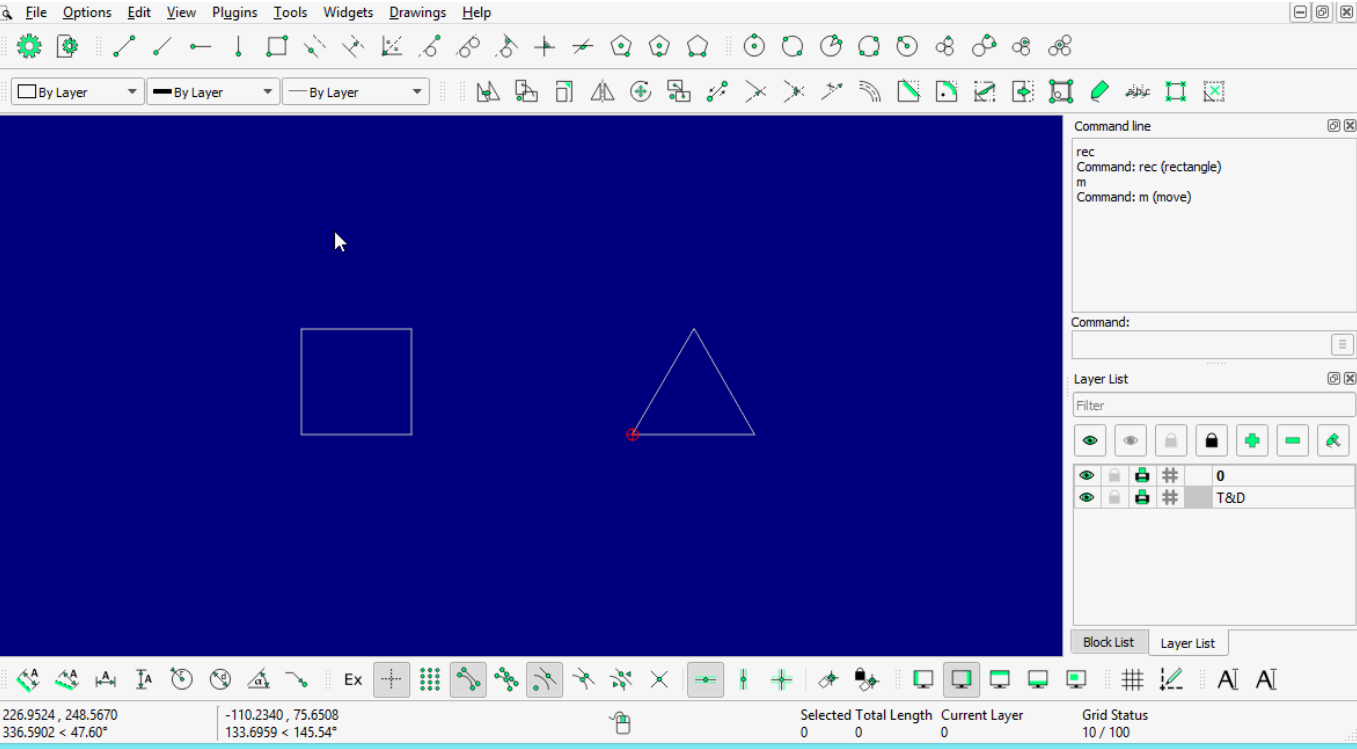 File Options Edit View Plugins Tools Widgets Drawings Help
By Layer By Layer By Layer
Command line
rec
Command: rec (rectangle)
m
Command: m (move)
Command:
Layer List
Filter
0
T&D
Block List Layer List
Ex
226.9524 , 248.5670 -110.2340 , 75.6508 Selected Total Length Current Layer Grid Status
336.5902 < 47.60° 133.6959 < 145.54° 0 0 0 10 / 100